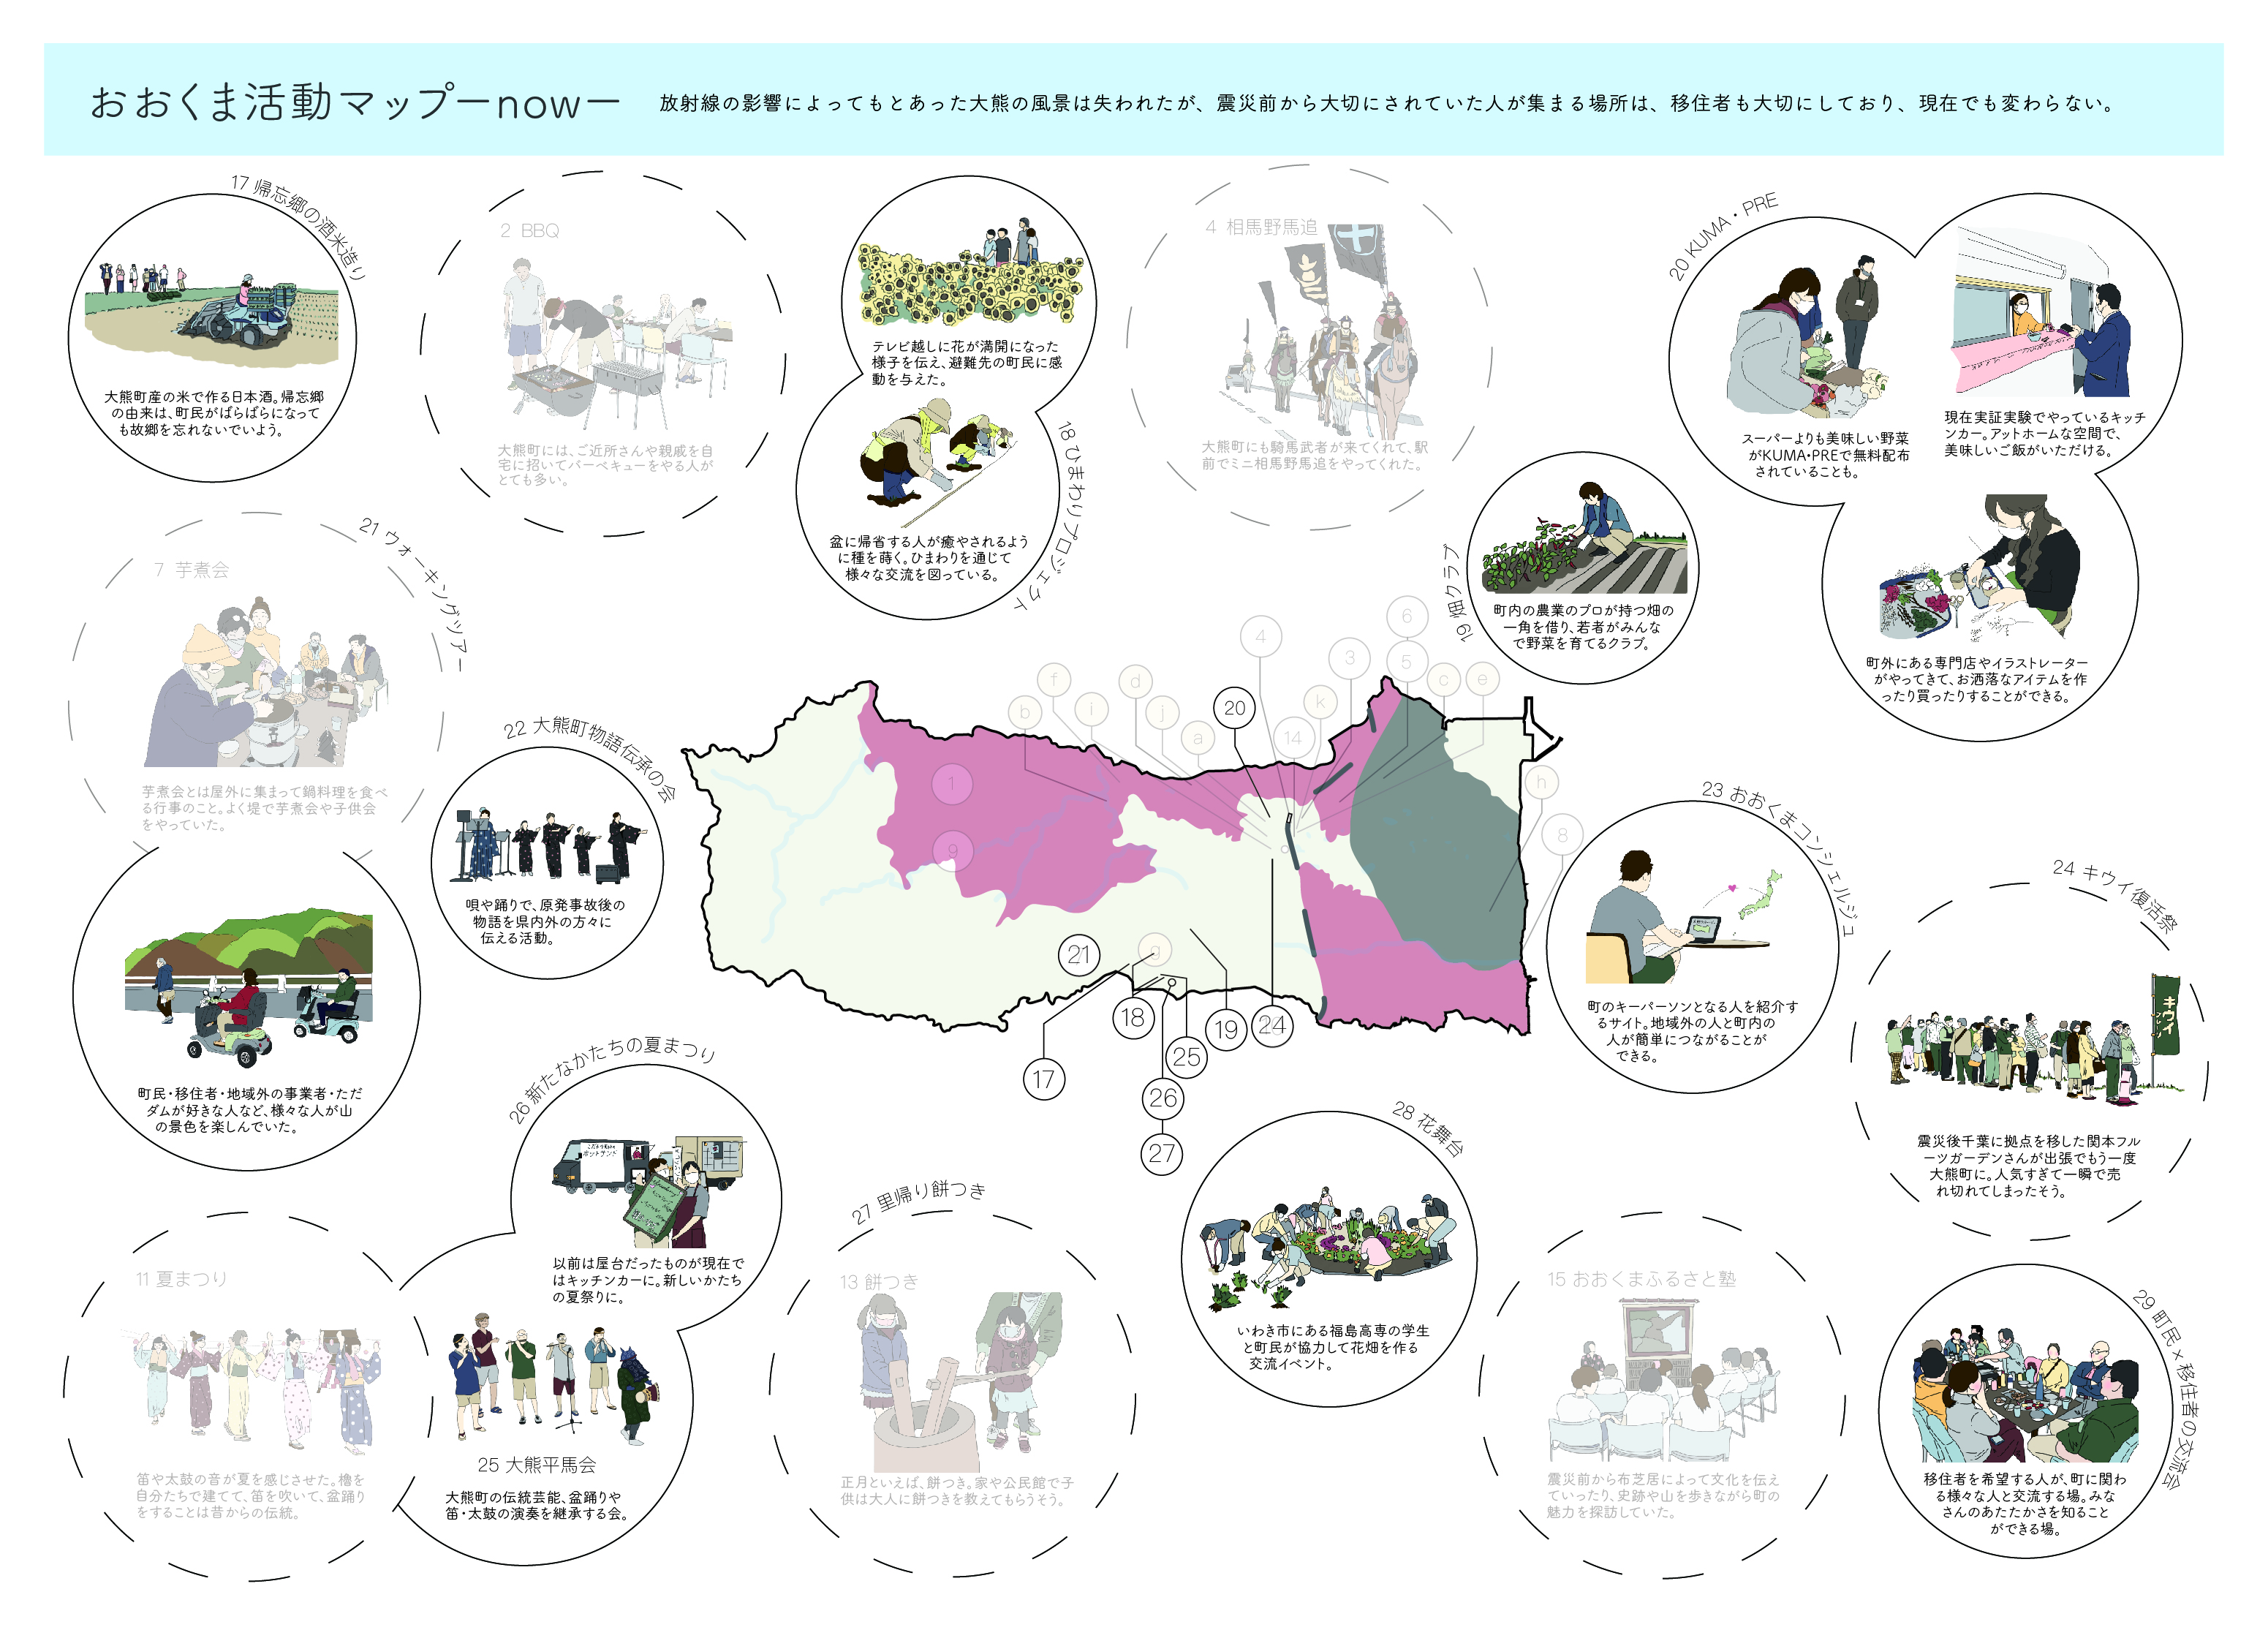 おおくま活動マップーnowー
放射線の影響によってもとあった大熊の風景は失われたが、震災前から大切にされていた人が集まる場所は、移住者も大切にしており、現在でも変わらない。
17 帰忘郷の酒米造り
大熊町産の米で作る日本酒。帰忘郷
の由来は、町民がばらばらになって
も故郷を忘れないでいよう。
2 BBQ
大熊町には、ご近所さんや親戚を自
宅に招いてバーベキューをやる人が
とても多い。
テレビ越しに花が満開になった
様子を伝え、避難先の町民に感
動を与えた。
18 ひまわりプロジェクト
盆に帰省する人が癒やされるよう
に種を蒔く。ひまわりを通じて
様々な交流を図っている。
4 相馬野馬追
大熊町にも騎馬武者が来てくれて、駅
前でミニ相馬野馬追をやってくれた。
19 畑クラブ
町内の農業のプロが持つ畑の
一角を借り、若者がみんな
で野菜を育てるクラブ。
20 KUMA・PRE
スーパーよりも美味しい野菜
がKUMA・PREで無料配布
されていることも。
現在実証実験でやっているキッチ
ンカー。アットホームな空間で、
美味しいご飯がいただける。
町外にある専門店やイラストレーター
がやってきて、お洒落なアイテムを作
ったり買ったりすることができる。
21 ウォーキングツアー
7 芋煮会
芋煮会とは屋外に集まって鍋料理を食べ
る行事のこと。よく堤で芋煮会や子供会
をやっていた。
町民・移住者・地域外の事業者・ただ
ダムが好きな人など、様々な人が山
の景色を楽しんでいた。
22 大熊町物語伝承の会
唄や踊りで、原発事故後の
物語を県内外の方々に
伝える活動。
4
6
3
5
f
d
c
e
b
i
j
20
k
a
14
1
h
9
8
21
g
18
19
24
25
17
26
27
23 おおくまコンシェルジュ
町のキーパーソンとなる人を紹介す
るサイト。地域外の人と町内の
人が簡単につながることが
できる。
24 キウイ復活祭
キウイ
震災後千葉に拠点を移した関本フル
ーツガーデンさんが出張でもう一度
大熊町に。人気すぎて一瞬で売
れ切れてしまったそう。
26 新たなかたちの夏まつり
以前は屋台だったものが現在で
はキッチンカーに。新しいかたち
の夏祭りに。
11 夏まつり
笛や太鼓の音が夏を感じさせた。櫓を
自分たちで建てて、笛を吹いて、盆踊り
をすることは昔からの伝統。
25 大熊平馬会
大熊町の伝統芸能、盆踊りや
笛・太鼓の演奏を継承する会。
27 里帰り餅つき
13 餅つき
正月といえば、餅つき。家や公民館で子
供は大人に餅つきを教えてもらうそう。
28 花舞台
いわき市にある福島高専の学生
と町民が協力して花畑を作る
交流イベント。
15 おおくまふるさと塾
震災前から布芝居によって文化を伝え
ていったり、史跡や山を歩きながら町の
魅力を探訪していた。
29 町民×移住者の交流会
移住者を希望する人が、町に関わ
る様々な人と交流する場。みな
さんのあたたかさを知ること
ができる場。